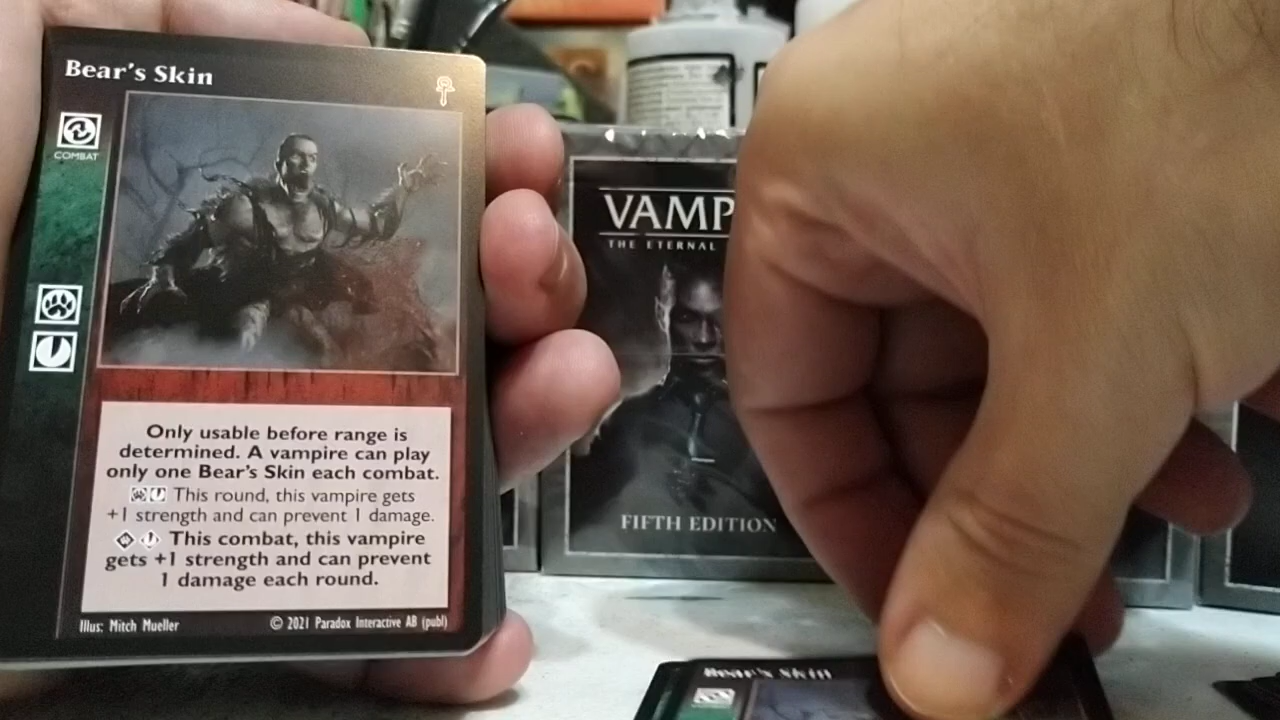 Bear's Skin
COMBAT
Only usable before range is
determined. A vampire can play
only one Bear's Skin each combat.
This round, this vampire gets
+1 strength and can prevent 1 damage.
This combat, this vampire
gets +1 strength and can prevent
1 damage each round.
Illus: Mitch Mueller
© 2021 Paradox Interactive AB (publ)
VAMP
THE ETERNAL
FIFTH EDITION
Bear's Skin